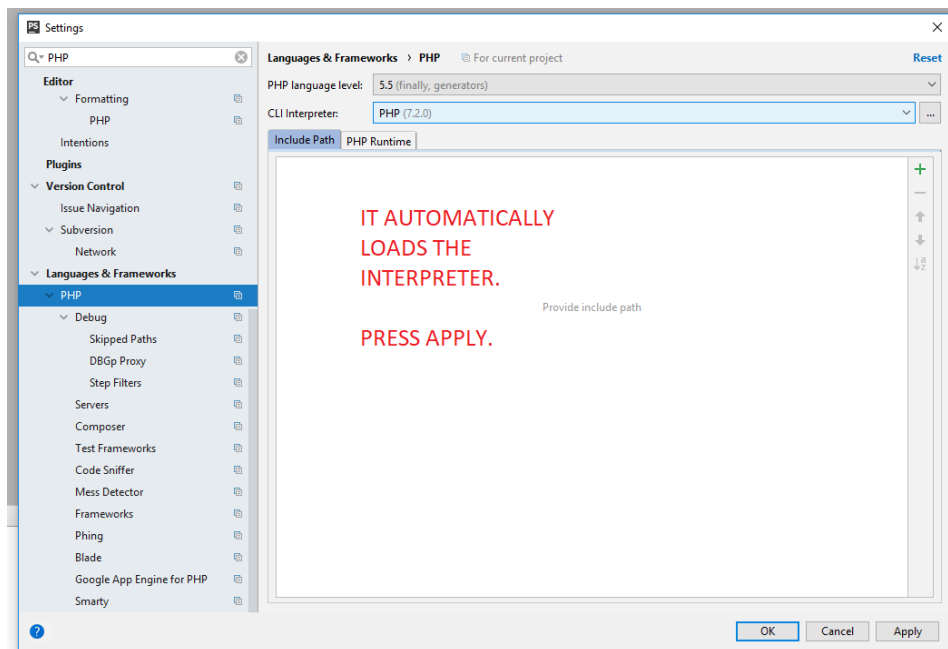 PS Settings
PHP
Editor
Formatting
PHP
Intentions
Plugins
Version Control
Issue Navigation
Subversion
Network
Languages & Frameworks
PHP
Debug
Skipped Paths
DBGp Proxy
Step Filters
Servers
Composer
Test Frameworks
Code Sniffer
Mess Detector
Frameworks
Phing
Blade
Google App Engine for PHP
Smarty
Languages & Frameworks › PHP For current project Reset
PHP language level: 5.5 (finally, generators)
CLI Interpreter: PHP (7.2.0) ...
Include Path PHP Runtime
IT AUTOMATICALLY
LOADS THE
INTERPRETER.
Provide include path
PRESS APPLY.
? OK Cancel Apply